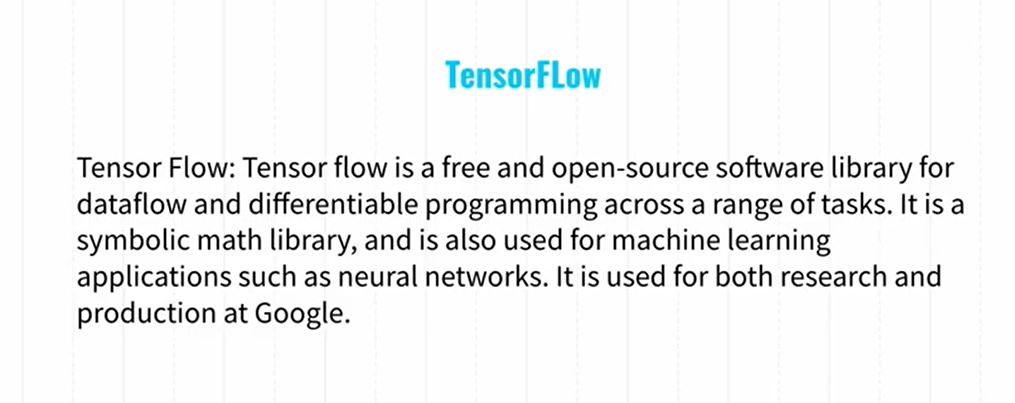 TensorFLow
Tensor Flow: Tensor flow is a free and open-source software library for
dataflow and differentiable programming across a range of tasks. It is a
symbolic math library, and is also used for machine learning
applications such as neural networks. It is used for both research and
production at Google.